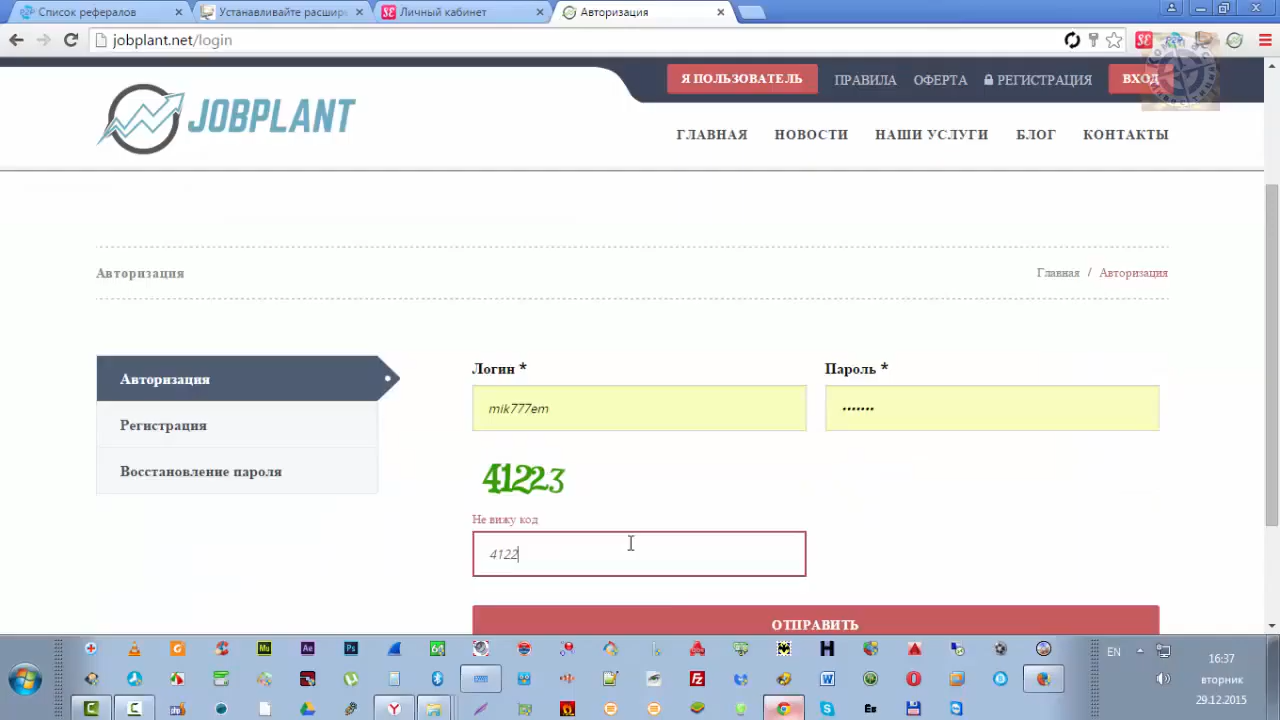 Список рефералов
Устанавливайте расшир
Личный кабинет
Авторизация
jobplant.net/login
Я ПОЛЬЗОВАТЕЛЬ
ПРАВИЛА
ОФЕРТА
РЕГИСТРАЦИЯ
ВХОД
JOBPLANT
ГЛАВНАЯ
НОВОСТИ
НАШИ УСЛУГИ
БЛОГ
КОНТАКТЫ
Авторизация
Главная / Авторизация
Авторизация
Регистрация
Восстановление пароля
Логин *
Пароль *
mik777em
•••••••
41223
Не вижу код
4122
ОТПРАВИТЬ
EN
16:37
вторник
29.12.2015